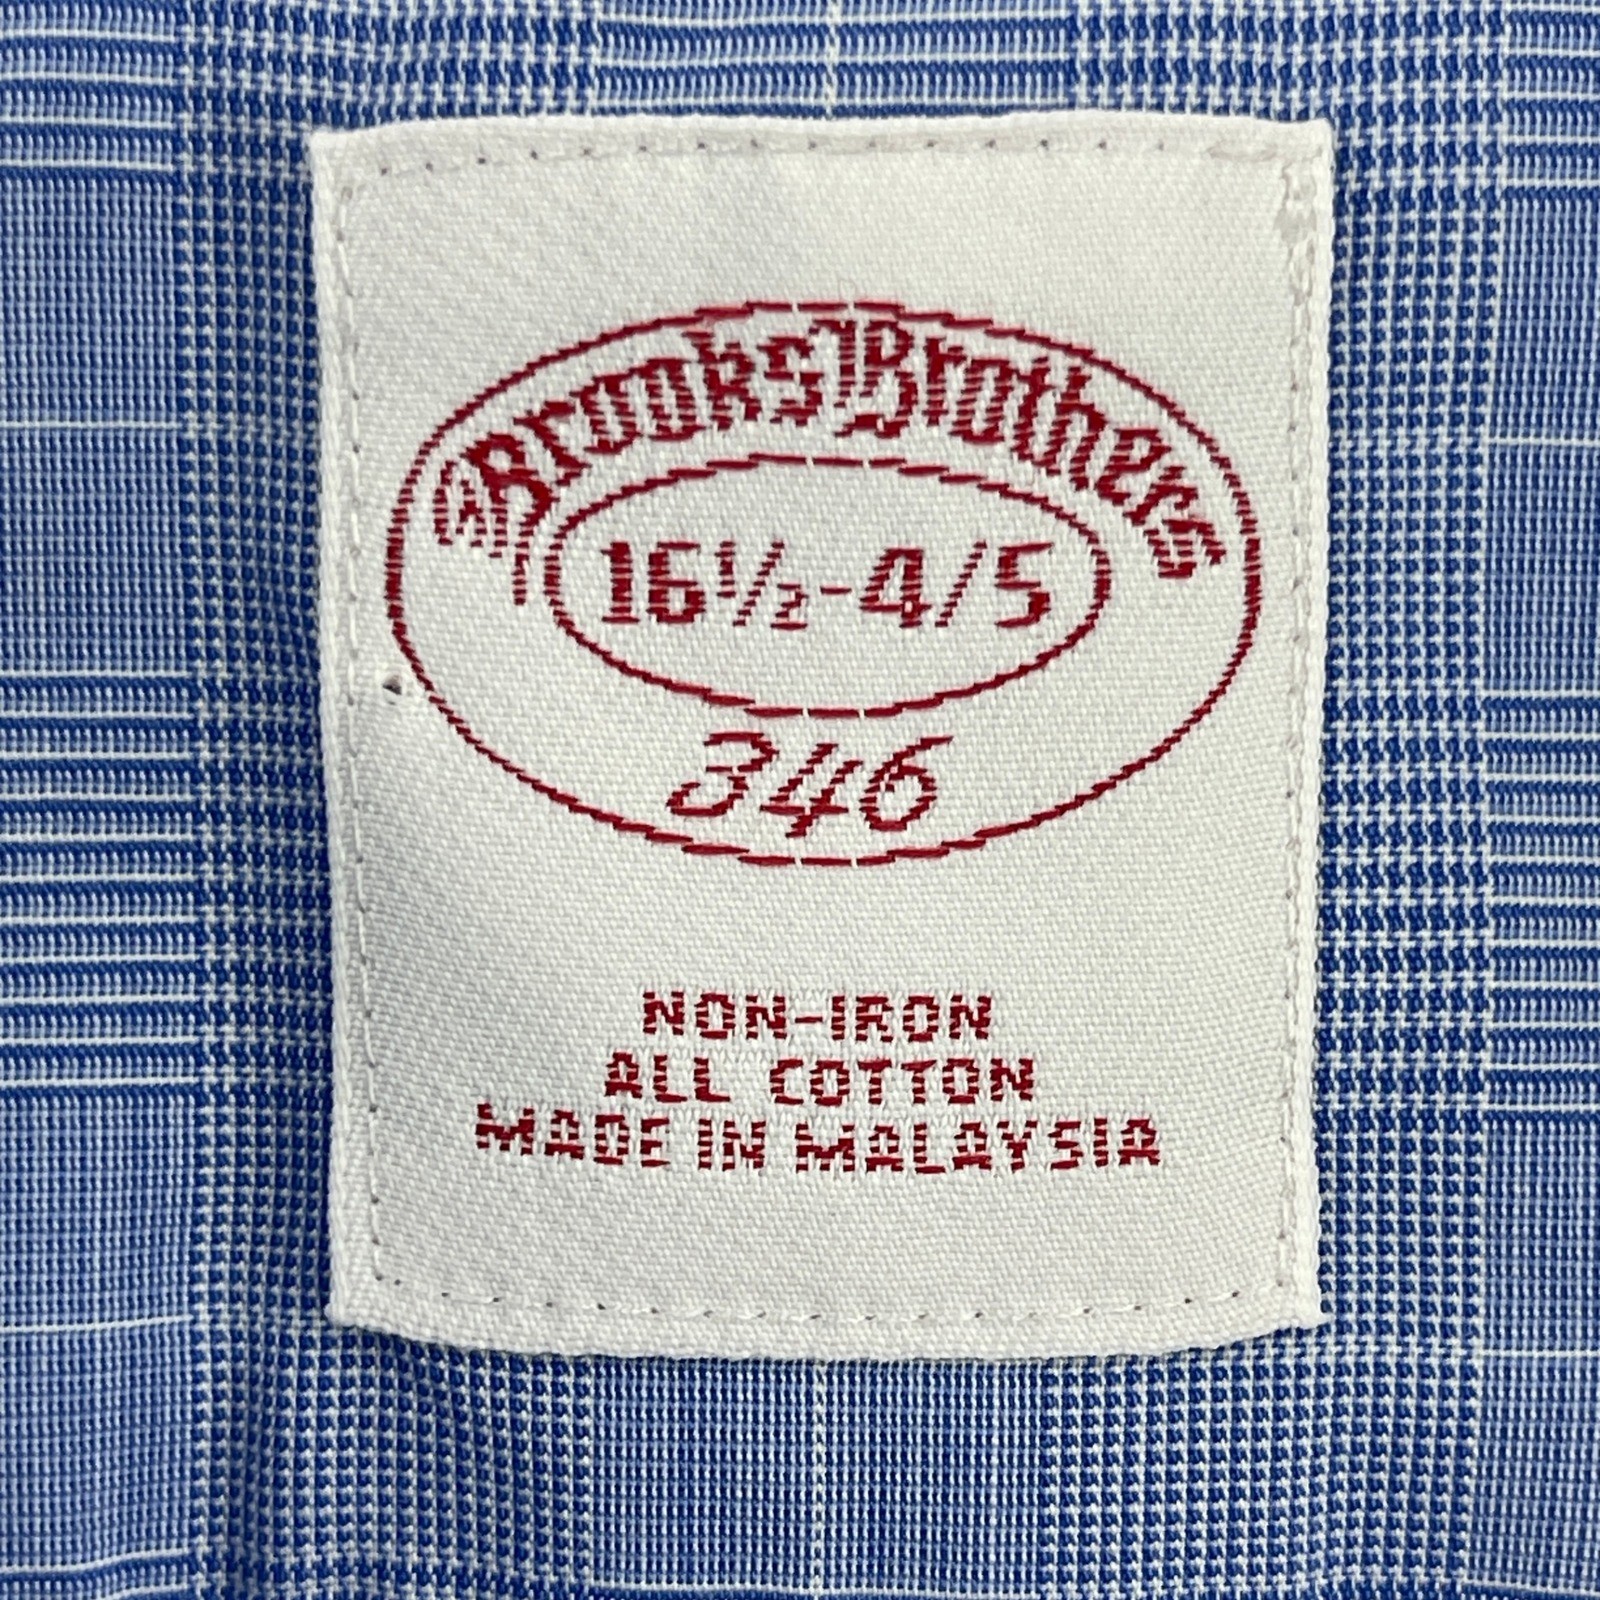 Brooks Brothers
16½-4/5
346
NON-IRON
ALL COTTON
MADE IN MALAYSIA